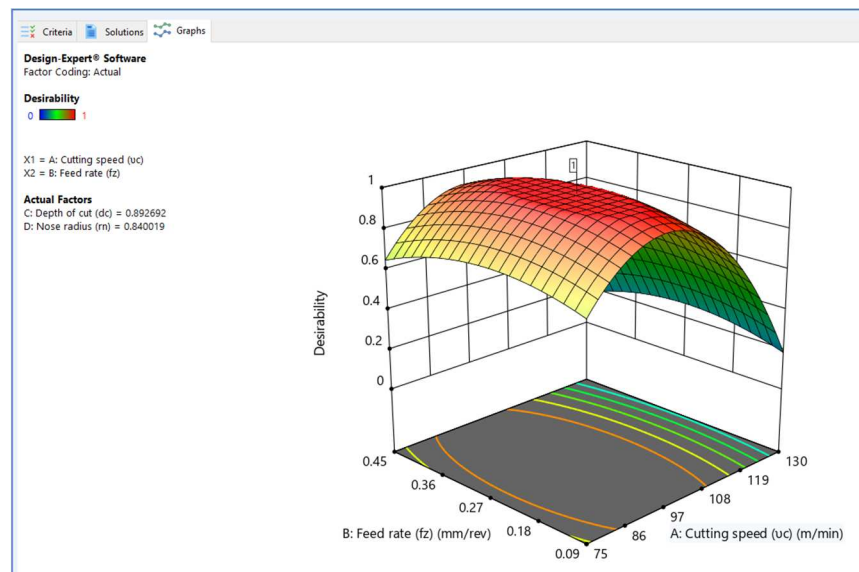 Criteria Solutions Graphs
Design-Expert® Software
Factor Coding: Actual
Desirability
0 1
X1 = A: Cutting speed (υc)
X2 = B: Feed rate (fz)
Actual Factors
C: Depth of cut (dc) = 0.892692
D: Nose radius (rn) = 0.840019
1
1
0.8
0.6
0.4
0.2
0
Desirability
0.45
0.36
0.27
0.18
0.09
B: Feed rate (fz) (mm/rev)
75
86
97
108
119
130
A: Cutting speed (υc) (m/min)